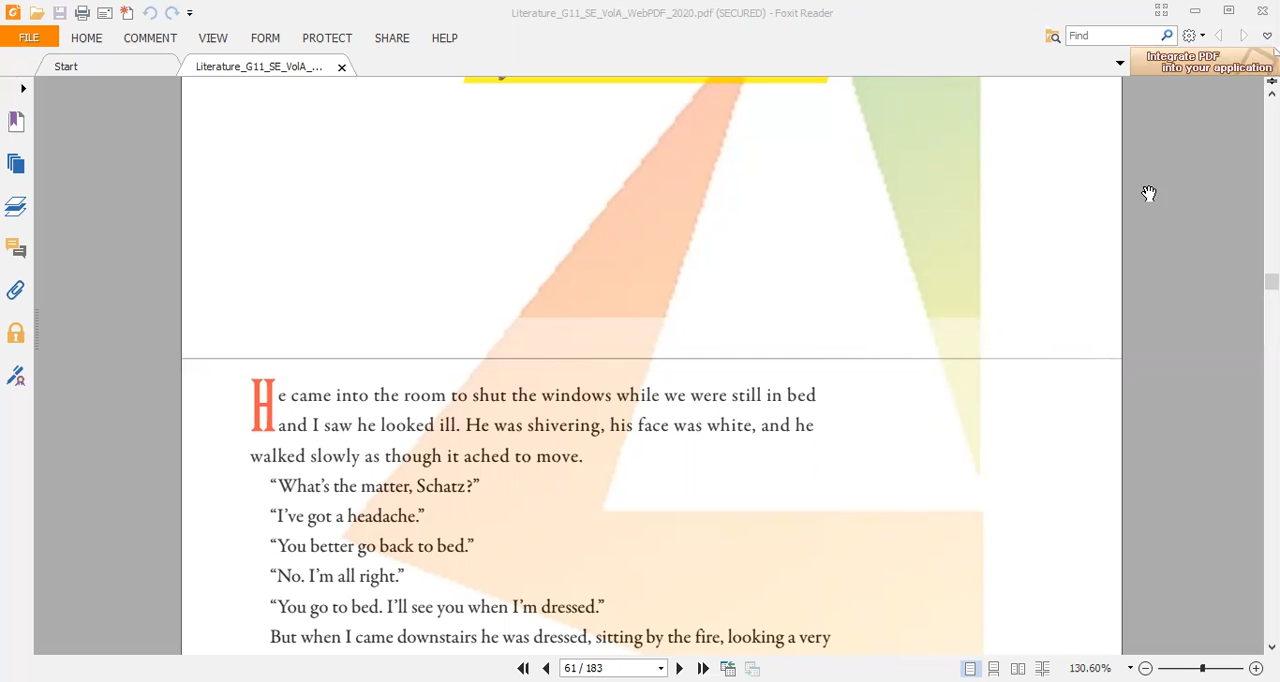 Literature_G11_SE_VolA_WebPDF_2020.pdf (SECURED) - Foxit Reader
FILE HOME COMMENT VIEW FORM PROTECT SHARE HELP
Find
Start Literature_G11_SE_VolA_...
Integrate PDF
into your application
He came into the room to shut the windows while we were still in bed
and I saw he looked ill. He was shivering, his face was white, and he
walked slowly as though it ached to move.
“What’s the matter, Schatz?”
“I’ve got a headache.”
“You better go back to bed.”
“No. I’m all right.”
“You go to bed. I’ll see you when I’m dressed.”
But when I came downstairs he was dressed, sitting by the fire, looking a very
61 / 183
130.60%